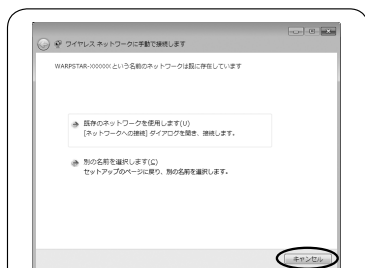 ワイヤレス ネットワークに手動で接続します
WARPSTAR-XXXXXX という名前のネットワークは既に存在しています
既存のネットワークを使用します(U)
[ネットワークへの接続] ダイアログを開き、接続します。
別の名前を選択します(C)
セットアップのページに戻り、別の名前を選択します。
キャンセル